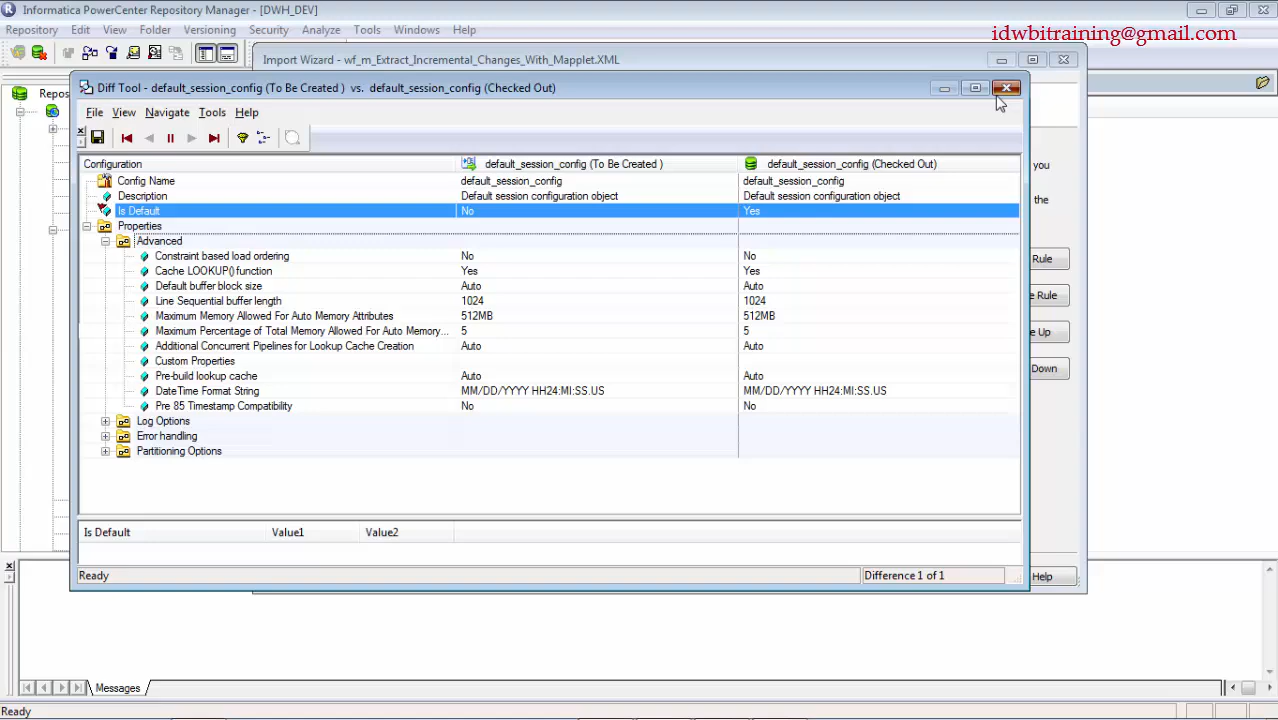 Informatica PowerCenter Repository Manager - [DWH_DEV]
Repository Edit View Folder Versioning Security Analyze Tools Windows Help
idwbitraining@gmail.com
Import Wizard - wf_m_Extract_Incremental_Changes_With_Mapplet.XML
Diff Tool - default_session_config (To Be Created ) vs. default_session_config (Checked Out)
File View Navigate Tools Help
Repos
Configuration default_session_config (To Be Created ) default_session_config (Checked Out)
Config Name default_session_config default_session_config
Description Default session configuration object Default session configuration object
Is Default No Yes
Properties
Advanced
Constraint based load ordering No No
Cache LOOKUP() function Yes Yes
Default buffer block size Auto Auto
Line Sequential buffer length 1024 1024
Maximum Memory Allowed For Auto Memory Attributes 512MB 512MB
Maximum Percentage of Total Memory Allowed For Auto Memory... 5 5
Additional Concurrent Pipelines for Lookup Cache Creation Auto Auto
Custom Properties
Pre-build lookup cache Auto Auto
DateTime Format String MM/DD/YYYY HH24:MI:SS.US MM/DD/YYYY HH24:MI:SS.US
Pre 85 Timestamp Compatibility No No
Log Options
Error handling
Partitioning Options
you
the
Rule
e Rule
e Up
Down
Is Default Value1 Value2
Ready Difference 1 of 1
Help
Messages
Ready